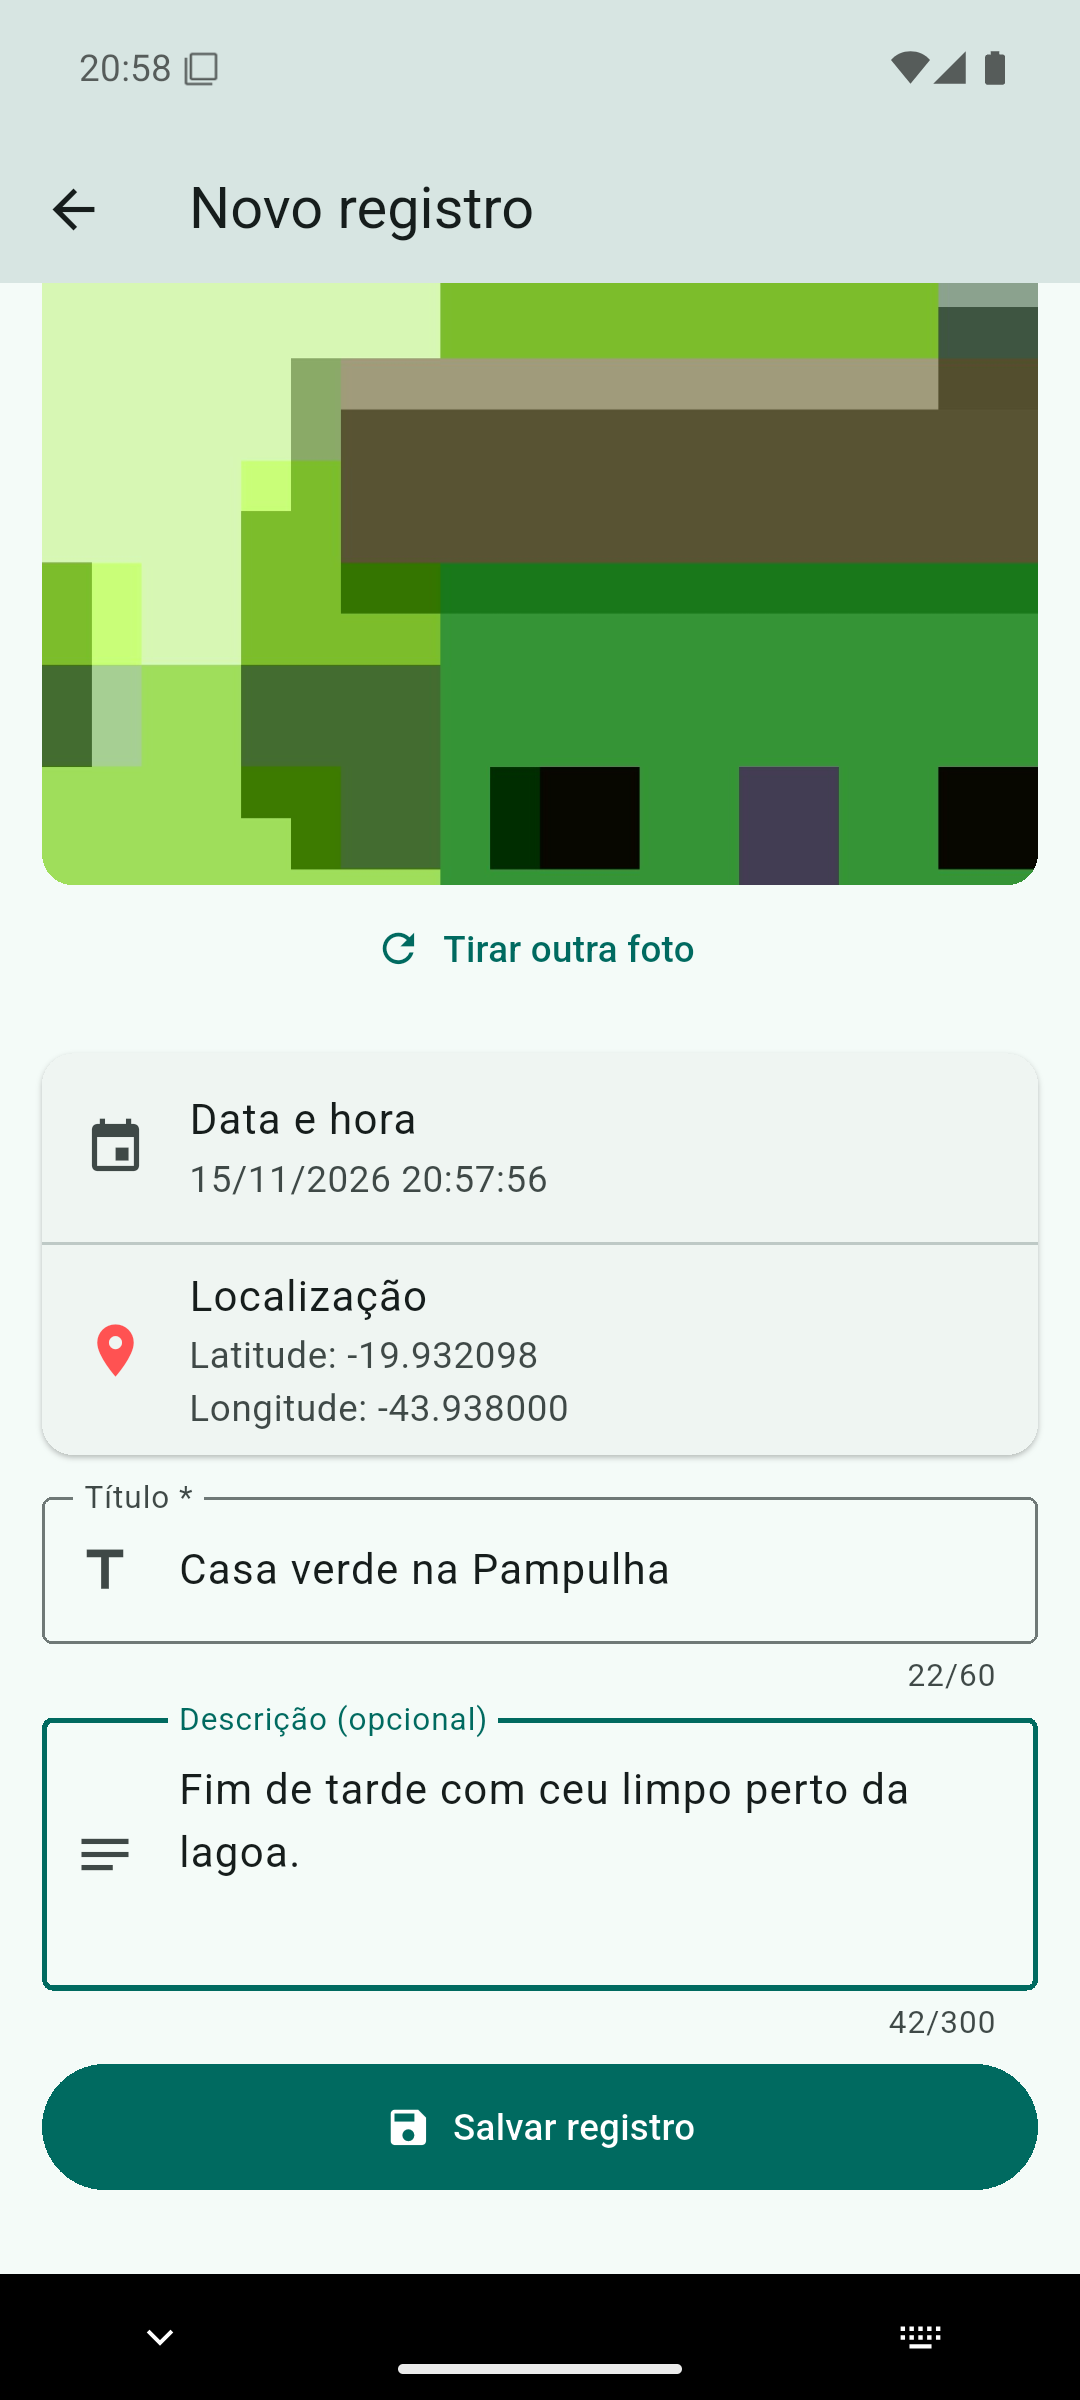 20:58
Novo registro
Tirar outra foto
Data e hora
15/11/2026 20:57:56
Localização
Latitude: -19.932098
Longitude: -43.938000
Título *
Casa verde na Pampulha
22/60
Descrição (opcional)
Fim de tarde com ceu limpo perto da
lagoa.
42/300
Salvar registro